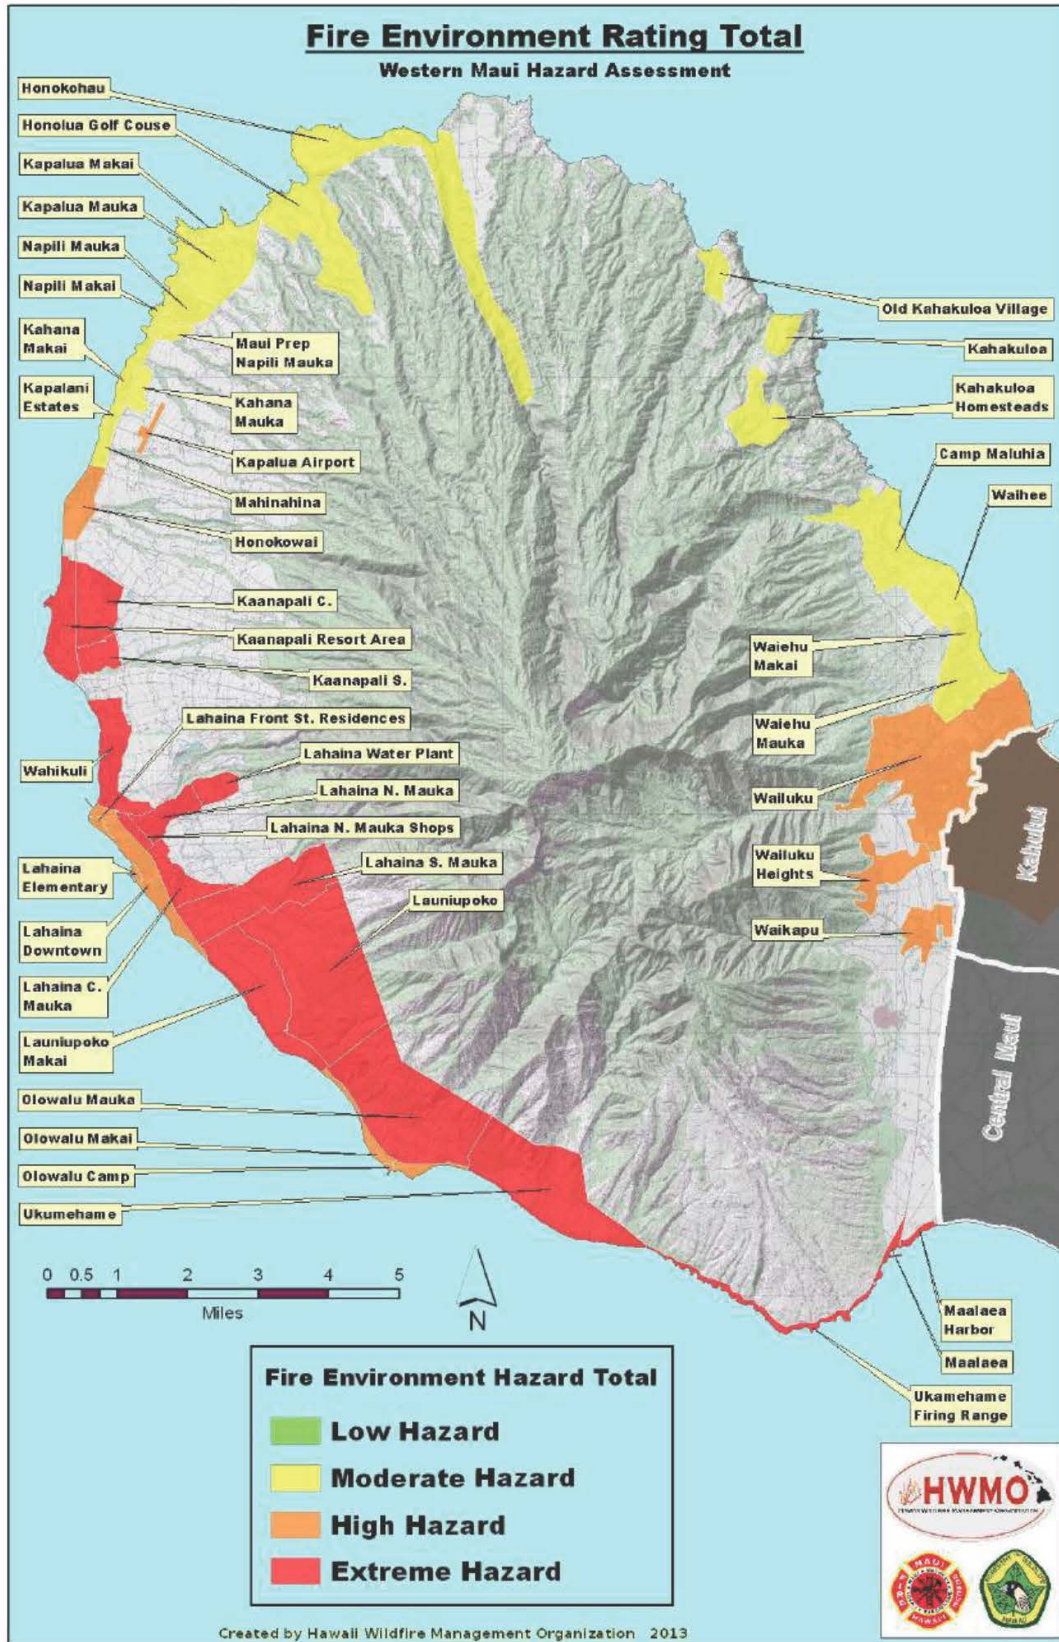 Fire Environment Rating Total
Western Maui Hazard Assessment
Honokohau
Honolua Golf Couse
Kapalua Makai
Kapalua Mauka
Napili Mauka
Napili Makai
Kahana
Makai
Kapalani
Estates
Maui Prep
Napili Mauka
Kahana
Mauka
Kapalua Airport
Mahinahina
Honokowai
Kaanapali C.
Kaanapali Resort Area
Kaanapali S.
Lahaina Front St. Residences
Wahikuli
Lahaina Water Plant
Lahaina N. Mauka
Lahaina N. Mauka Shops
Lahaina S. Mauka
Launiupoko
Lahaina
Elementary
Lahaina
Downtown
Lahaina C.
Mauka
Launiupoko
Makai
Olowalu Mauka
Olowalu Makai
Olowalu Camp
Ukumehame
Old Kahakuloa Village
Kahakuloa
Kahakuloa
Homesteads
Camp Maluhia
Waihee
Waiehu
Makai
Waiehu
Mauka
Wailuku
Wailuku
Heights
Waikapu
Kahului
Central Maui
Maalaea
Harbor
Maalaea
Ukamehame
Firing Range
0 0.5 1 2 3 4 5
Miles
N
Fire Environment Hazard Total
Low Hazard
Moderate Hazard
High Hazard
Extreme Hazard
HWMO
MAUI
HAWAII
Created by Hawaii Wildfire Management Organization 2013